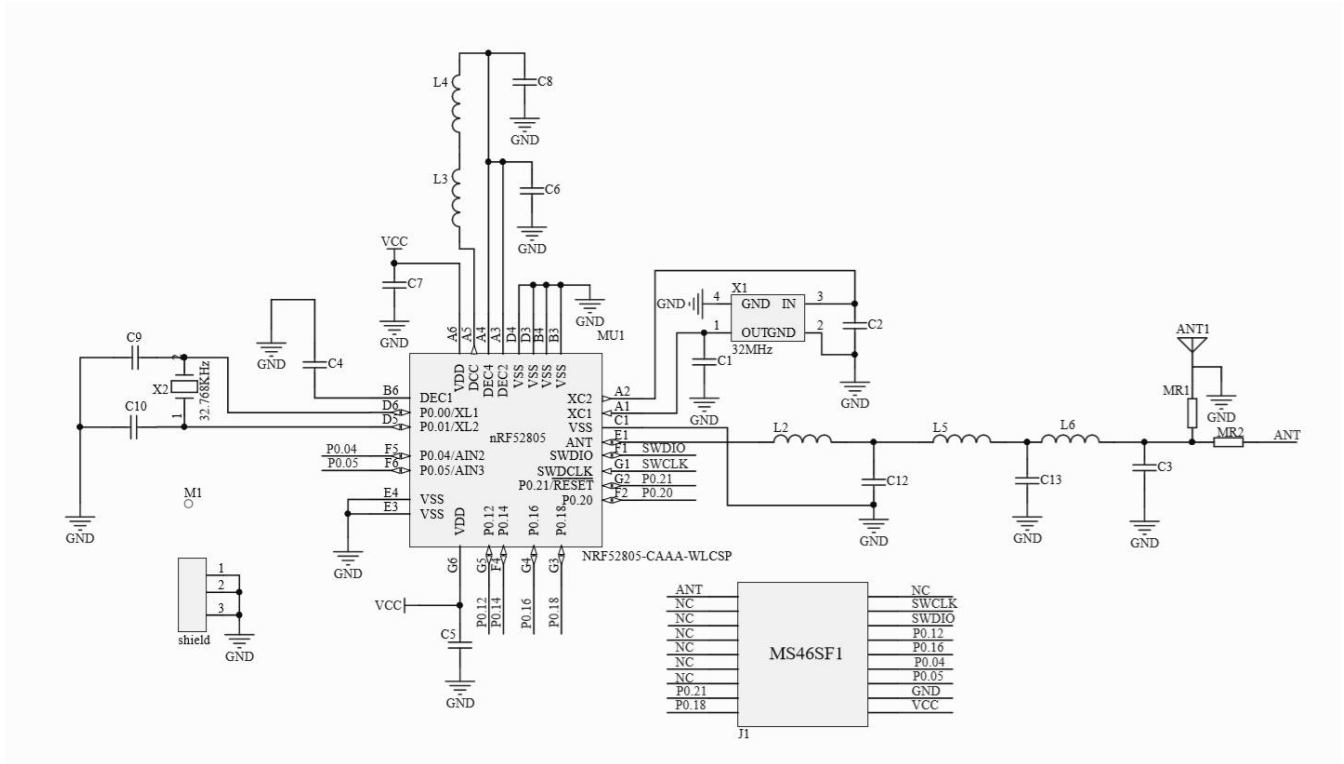 L4
C8
GND
L3
C6
GND
VCC
C7
GND
GND
MU1
A6
A5
A4
A3
D4
D3
B4
B3
VDD
DCC
DEC4
DEC2
VSS
VSS
VSS
VSS
C4
GND
C9
C10
X2
2
1
32.768KHz
GND
B6
D6
D5
F5
F6
E4
E3
P0.04
P0.05
DEC1
P0.00/XL1
P0.01/XL2
P0.04/AIN2
P0.05/AIN3
VSS
VSS
GND
nRF52805
XC2
XC1
VSS
ANT
SWDIO
SWDCLK
P0.21/RESET
P0.20
A2
A1
C1
E1
F1
G1
G2
F2
SWDIO
SWCLK
P0.21
P0.20
VDD
P0.12
P0.14
P0.16
P0.18
G6
G5
F4
G4
G3
P0.12
P0.14
P0.16
P0.18
NRF52805-CAAA-WLCSP
VCC
C5
GND
X1
GND
4
GND IN
3
1
OUTGND
2
32MHz
C1
GND
C2
GND
L2
C12
GND
L5
C13
GND
L6
C3
GND
ANT1
MR1
GND
MR2
ANT
M1
1
2
3
shield
GND
ANT
NC
NC
NC
NC
NC
NC
P0.21
P0.18
MS46SF1
NC
SWCLK
SWDIO
P0.12
P0.16
P0.04
P0.05
GND
VCC
J1